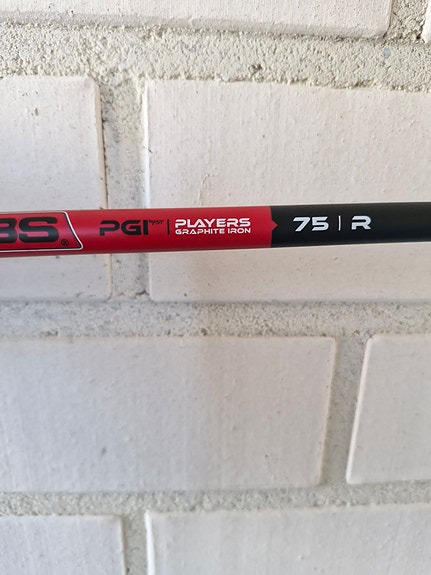 BS® PGI | PLAYERS
GRAPHITE IRON 75 | R